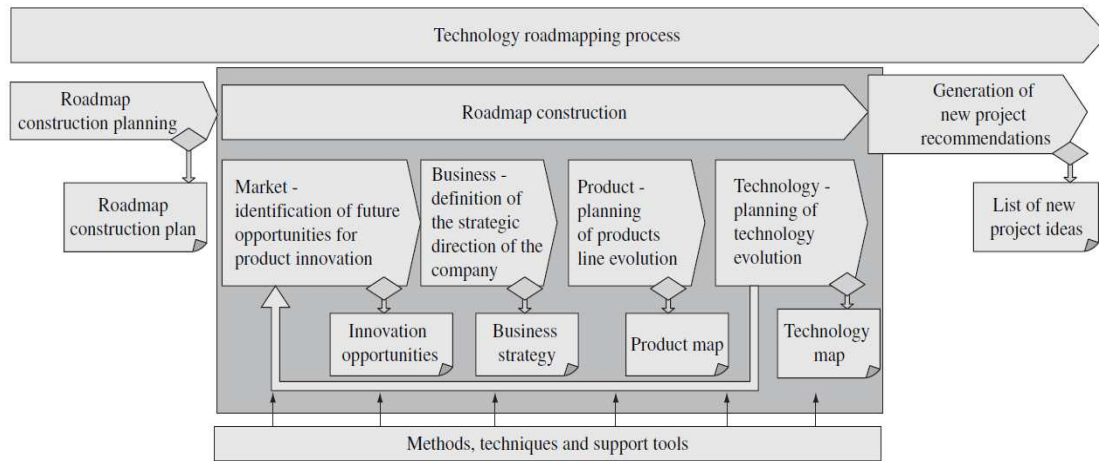 Technology roadmapping process
Roadmap
construction planning
Roadmap construction
Generation of
new project
recommendations
Roadmap
construction plan
Market -
identification of future
opportunities for
product innovation
Business -
definition of
the strategic
direction of the
company
Product -
planning
of products
line evolution
Technology -
planning of
technology
evolution
List of new
project ideas
Innovation
opportunities
Business
strategy
Product map
Technology
map
Methods, techniques and support tools